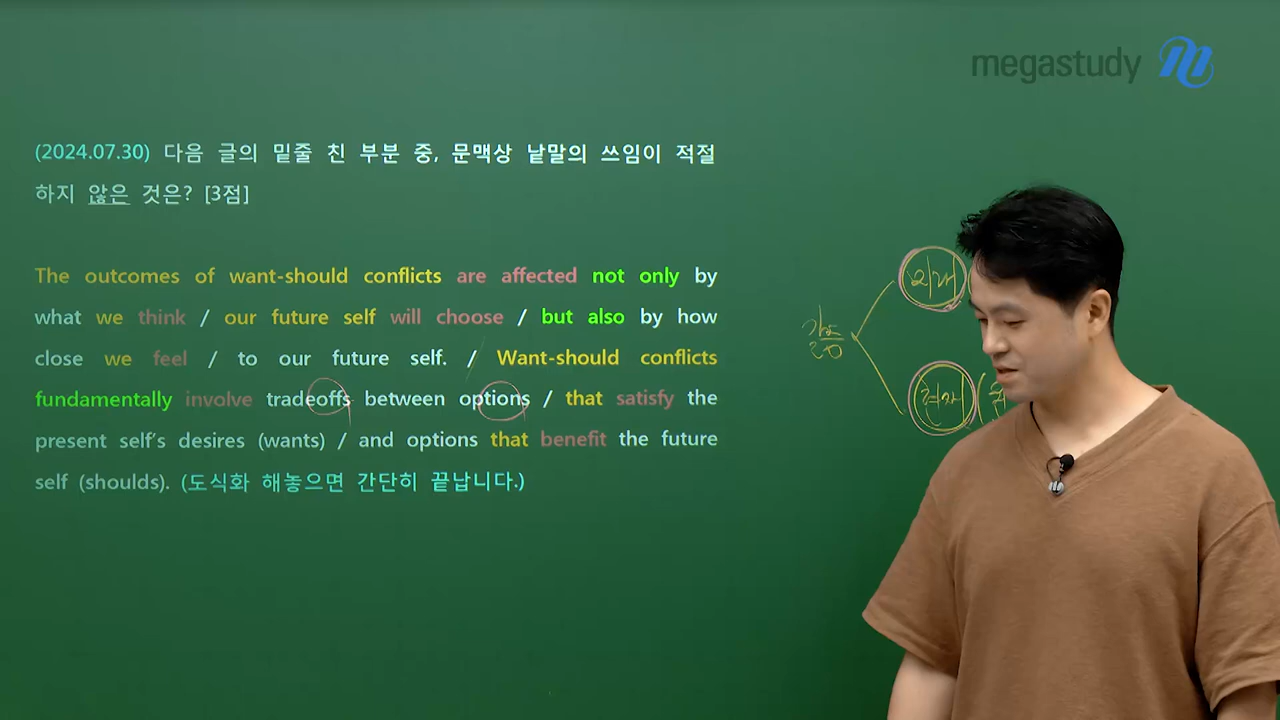 megastudy
(2024.07.30) 다음 글의 밑줄 친 부분 중, 문맥상 낱말의 쓰임이 적절
하지 않은 것은? [3점]
The outcomes of want-should conflicts are affected not only by
what we think / our future self will choose / but also by how
close we feel / to our future self. / Want-should conflicts
fundamentally involve tradeoffs between options / that satisfy the
present self's desires (wants) / and options that benefit the future
self (shoulds). (도식화 해놓으면 간단히 끝납니다.)